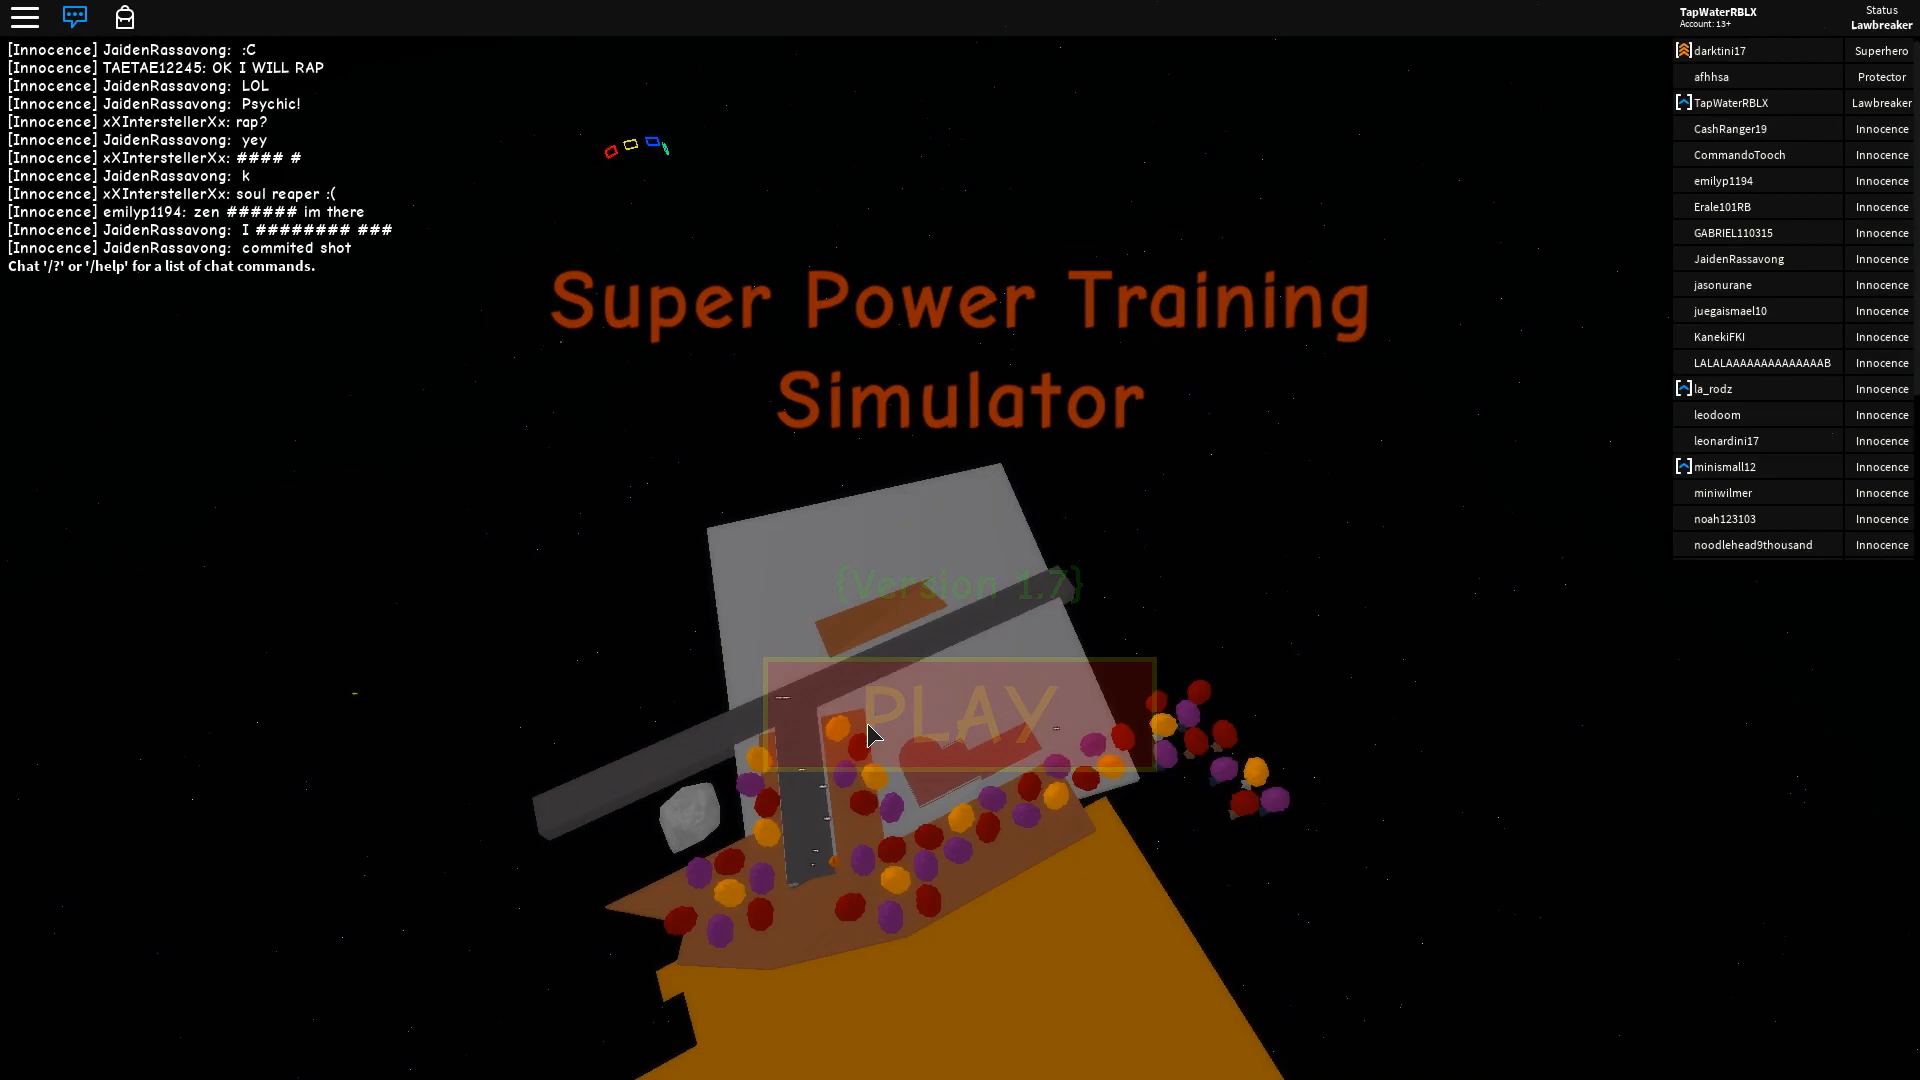 TapWaterRBLX
Account: 13+
Status
Lawbreaker
[Innocence] JaidenRassavong: :C
[Innocence] TAETAE12245: OK I WILL RAP
[Innocence] JaidenRassavong: LOL
[Innocence] JaidenRassavong: Psychic!
[Innocence] xXInterstellerXx: rap?
[Innocence] JaidenRassavong: yey
[Innocence] xXInterstellerXx: #### #
[Innocence] JaidenRassavong: k
[Innocence] xXInterstellerXx: soul reaper :(
[Innocence] emilyp1194: zen ###### im there
[Innocence] JaidenRassavong: I ######## ###
[Innocence] JaidenRassavong: commited shot
Chat '/?' or '/help' for a list of chat commands.
Super Power Training
Simulator
{Version 1.7}
PLAY
darktini17 Superhero
afhhsa Protector
TapWaterRBLX Lawbreaker
CashRanger19 Innocence
CommandoTooch Innocence
emilyp1194 Innocence
Erale101RB Innocence
GABRIEL110315 Innocence
JaidenRassavong Innocence
jasonurane Innocence
juegaismael10 Innocence
KanekiFKI Innocence
LALALAAAAAAAAAAAAAAB Innocence
la_rodz Innocence
leodoom Innocence
leonardini17 Innocence
minismall12 Innocence
miniwilmer Innocence
noah123103 Innocence
noodlehead9thousand Innocence